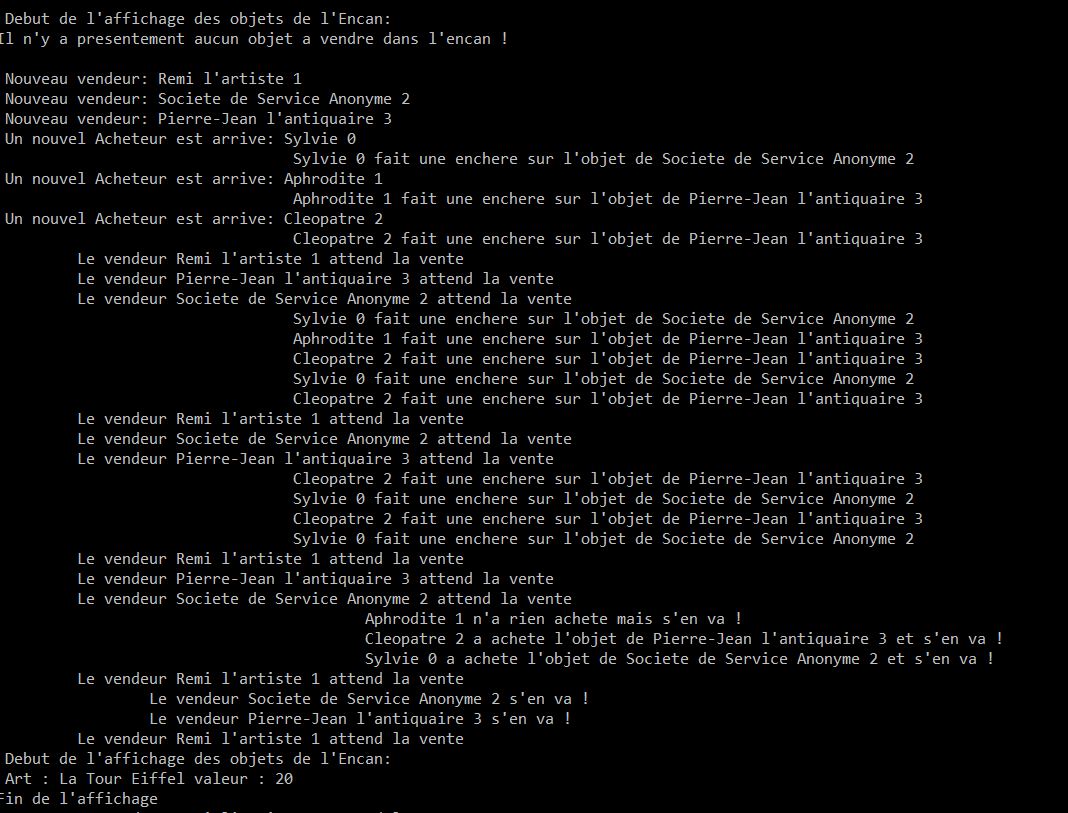 Debut de l'affichage des objets de l'Encan:
Il n'y a presentement aucun objet a vendre dans l'encan !
Nouveau vendeur: Remi l'artiste 1
Nouveau vendeur: Societe de Service Anonyme 2
Nouveau vendeur: Pierre-Jean l'antiquaire 3
Un nouvel Acheteur est arrive: Sylvie 0
Sylvie 0 fait une enchere sur l'objet de Societe de Service Anonyme 2
Un nouvel Acheteur est arrive: Aphrodite 1
Aphrodite 1 fait une enchere sur l'objet de Pierre-Jean l'antiquaire 3
Un nouvel Acheteur est arrive: Cleopatre 2
Cleopatre 2 fait une enchere sur l'objet de Pierre-Jean l'antiquaire 3
Le vendeur Remi l'artiste 1 attend la vente
Le vendeur Pierre-Jean l'antiquaire 3 attend la vente
Le vendeur Societe de Service Anonyme 2 attend la vente
Sylvie 0 fait une enchere sur l'objet de Societe de Service Anonyme 2
Aphrodite 1 fait une enchere sur l'objet de Pierre-Jean l'antiquaire 3
Cleopatre 2 fait une enchere sur l'objet de Pierre-Jean l'antiquaire 3
Sylvie 0 fait une enchere sur l'objet de Societe de Service Anonyme 2
Cleopatre 2 fait une enchere sur l'objet de Pierre-Jean l'antiquaire 3
Le vendeur Remi l'artiste 1 attend la vente
Le vendeur Societe de Service Anonyme 2 attend la vente
Le vendeur Pierre-Jean l'antiquaire 3 attend la vente
Cleopatre 2 fait une enchere sur l'objet de Pierre-Jean l'antiquaire 3
Sylvie 0 fait une enchere sur l'objet de Societe de Service Anonyme 2
Cleopatre 2 fait une enchere sur l'objet de Pierre-Jean l'antiquaire 3
Sylvie 0 fait une enchere sur l'objet de Societe de Service Anonyme 2
Le vendeur Remi l'artiste 1 attend la vente
Le vendeur Pierre-Jean l'antiquaire 3 attend la vente
Le vendeur Societe de Service Anonyme 2 attend la vente
Aphrodite 1 n'a rien achete mais s'en va !
Cleopatre 2 a achete l'objet de Pierre-Jean l'antiquaire 3 et s'en va !
Sylvie 0 a achete l'objet de Societe de Service Anonyme 2 et s'en va !
Le vendeur Remi l'artiste 1 attend la vente
Le vendeur Societe de Service Anonyme 2 s'en va !
Le vendeur Pierre-Jean l'antiquaire 3 s'en va !
Le vendeur Remi l'artiste 1 attend la vente
Debut de l'affichage des objets de l'Encan:
Art : La Tour Eiffel valeur : 20
Fin de l'affichage